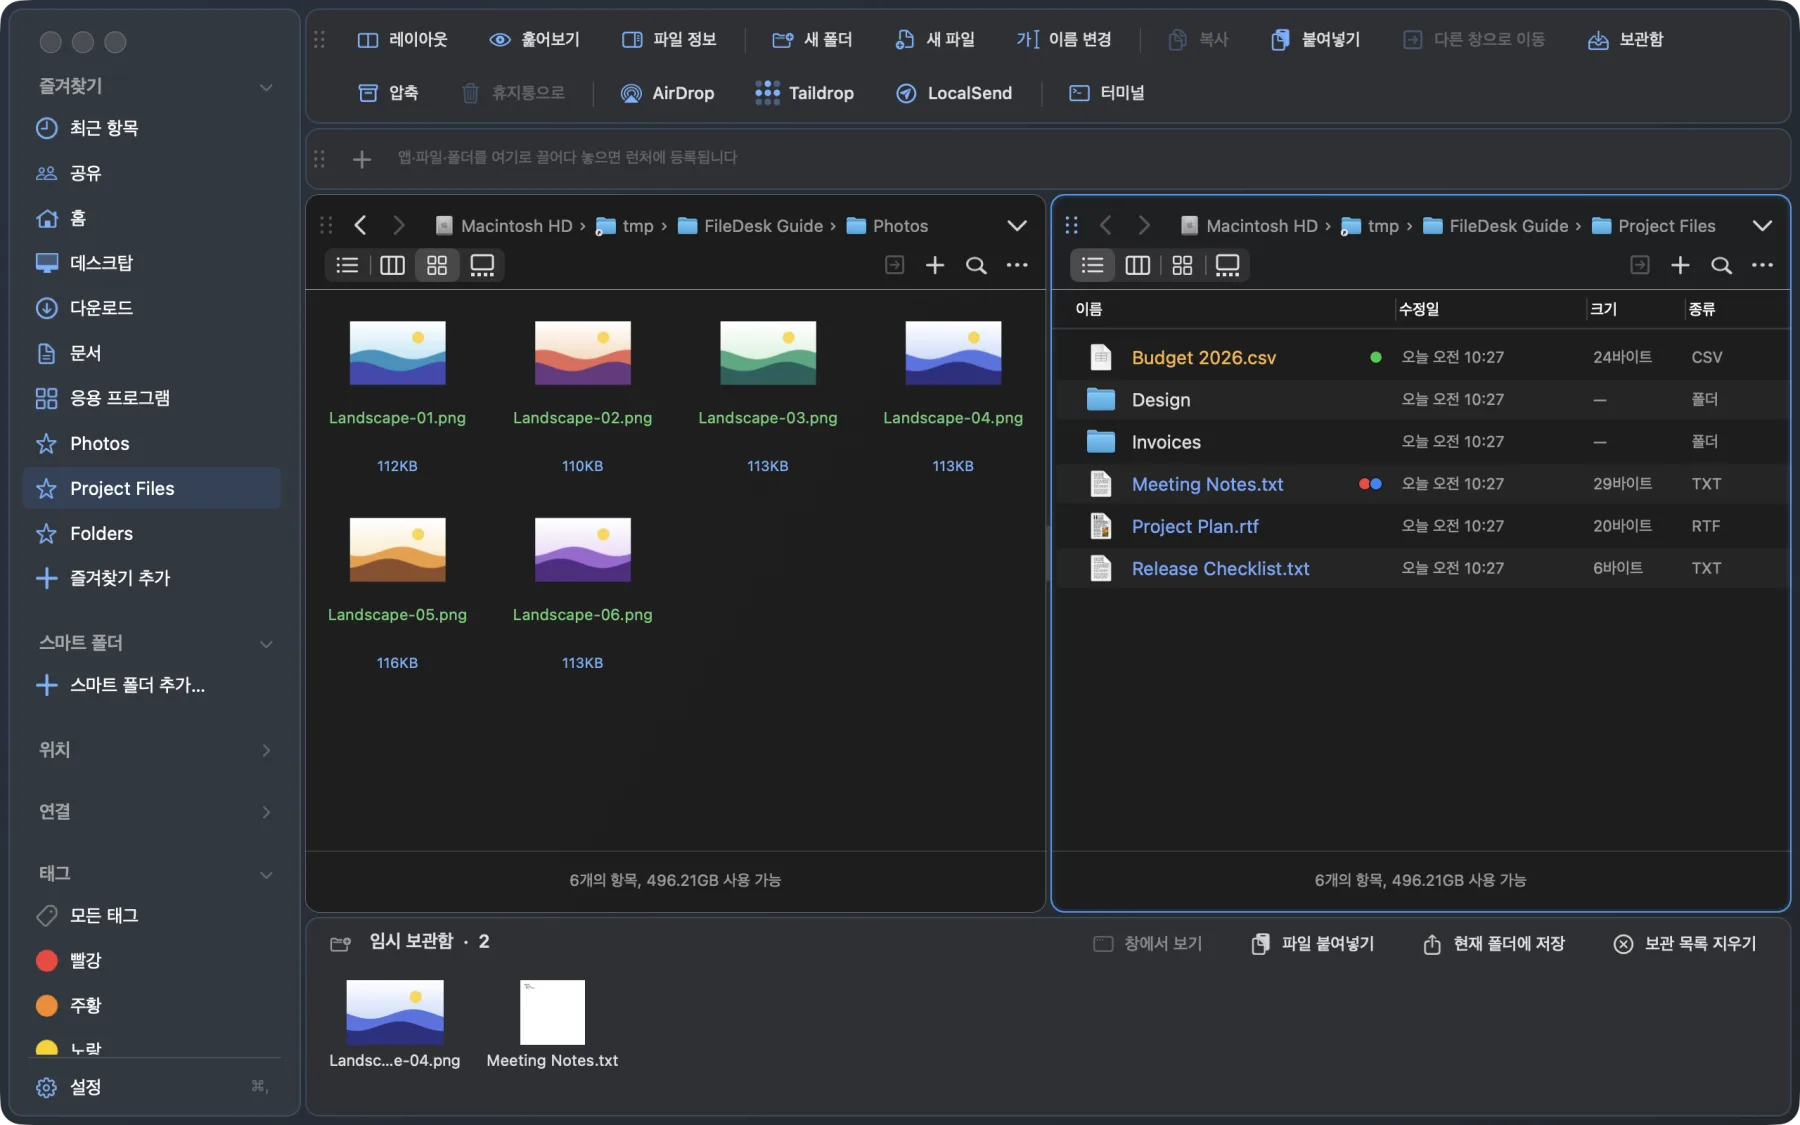 즐겨찾기
최근 항목
공유
홈
데스크탑
다운로드
문서
응용 프로그램
Photos
Project Files
Folders
즐겨찾기 추가
스마트 폴더
스마트 폴더 추가...
위치
연결
태그
모든 태그
빨강
주황
노랑
설정 ⌘,
레이아웃 훑어보기 파일 정보 새 폴더 새 파일 가 이름 변경 복사 붙여넣기 다른 창으로 이동 보관함
압축 휴지통으로 AirDrop Taildrop LocalSend 터미널
앱·파일·폴더를 여기로 끌어다 놓으면 런처에 등록됩니다
Macintosh HD › tmp › FileDesk Guide › Photos
Landscape-01.png Landscape-02.png Landscape-03.png Landscape-04.png
112KB 110KB 113KB 113KB
Landscape-05.png Landscape-06.png
116KB 113KB
6개의 항목, 496.21GB 사용 가능
Macintosh HD › tmp › FileDesk Guide › Project Files
이름 수정일 크기 종류
Budget 2026.csv 오늘 오전 10:27 24바이트 CSV
Design 오늘 오전 10:27 — 폴더
Invoices 오늘 오전 10:27 — 폴더
Meeting Notes.txt 오늘 오전 10:27 29바이트 TXT
Project Plan.rtf 오늘 오전 10:27 20바이트 RTF
Release Checklist.txt 오늘 오전 10:27 6바이트 TXT
6개의 항목, 496.21GB 사용 가능
임시 보관함 · 2 창에서 보기 파일 붙여넣기 현재 폴더에 저장 보관 목록 지우기
Landsc...e-04.png Meeting Notes.txt